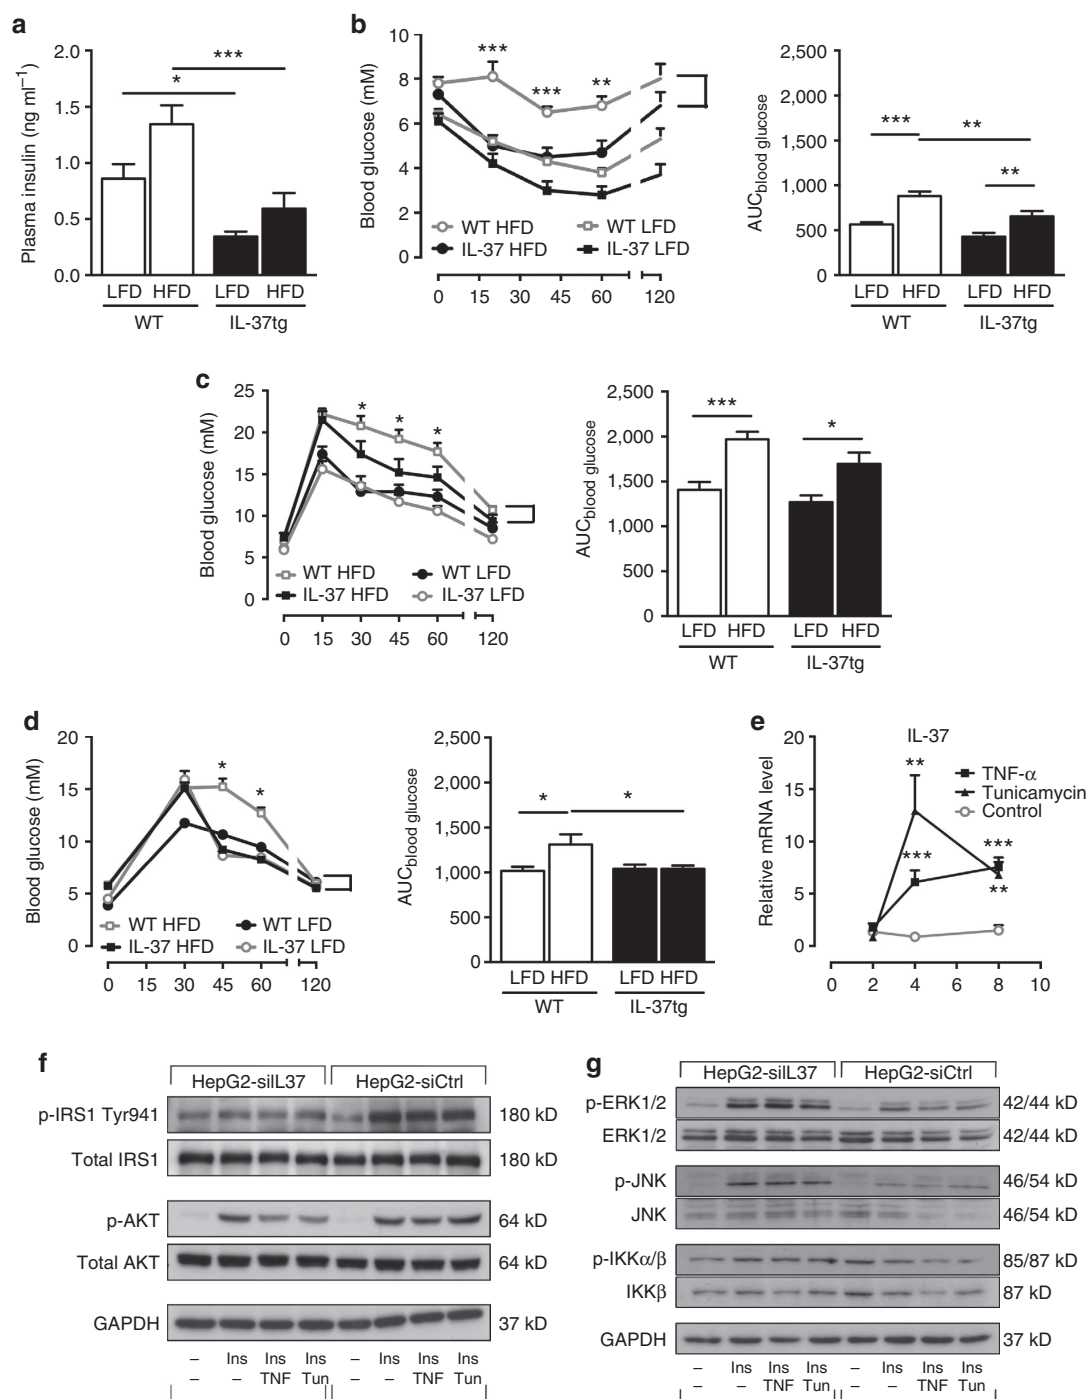 a
Plasma insulin (ng ml–1)
2.0
1.5
1.0
0.5
0.0
*
***
LFD HFD LFD HFD
WT IL-37tg
b
Blood glucose (mM)
10
8
6
4
2
0
***
***
**
WT HFD WT LFD
IL-37 HFD IL-37 LFD
0 15 30 45 60 120
AUCblood glucose
2,500
2,000
1,500
1,000
500
0
***
**
**
LFD HFD LFD HFD
WT IL-37tg
c
Blood glucose (mM)
25
20
15
10
5
0
* * *
WT HFD WT LFD
IL-37 HFD IL-37 LFD
0 15 30 45 60 120
AUCblood glucose
2,500
2,000
1,500
1,000
500
0
***
*
LFD HFD LFD HFD
WT IL-37tg
d
Blood glucose (mM)
20
15
10
5
0
* *
WT HFD WT LFD
IL-37 HFD IL-37 LFD
0 15 30 45 60 120
AUCblood glucose
2,500
2,000
1,500
1,000
500
0
* *
LFD HFD LFD HFD
WT IL-37tg
e
IL-37
Relative mRNA level
20
15
10
5
0
**
***
***
**
TNF-α
Tunicamycin
Control
0 2 4 6 8 10
f
HepG2-siIL37 HepG2-siCtrl
p-IRS1 Tyr941 180 kD
Total IRS1 180 kD
p-AKT 64 kD
Total AKT 64 kD
GAPDH 37 kD
– Ins Ins Ins – Ins Ins Ins
– – TNF Tun – – TNF Tun
g
HepG2-siIL37 HepG2-siCtrl
p-ERK1/2 42/44 kD
ERK1/2 42/44 kD
p-JNK 46/54 kD
JNK 46/54 kD
p-IKKα/β 85/87 kD
IKKβ 87 kD
GAPDH 37 kD
– Ins Ins Ins – Ins Ins Ins
– – TNF Tun – – TNF Tun